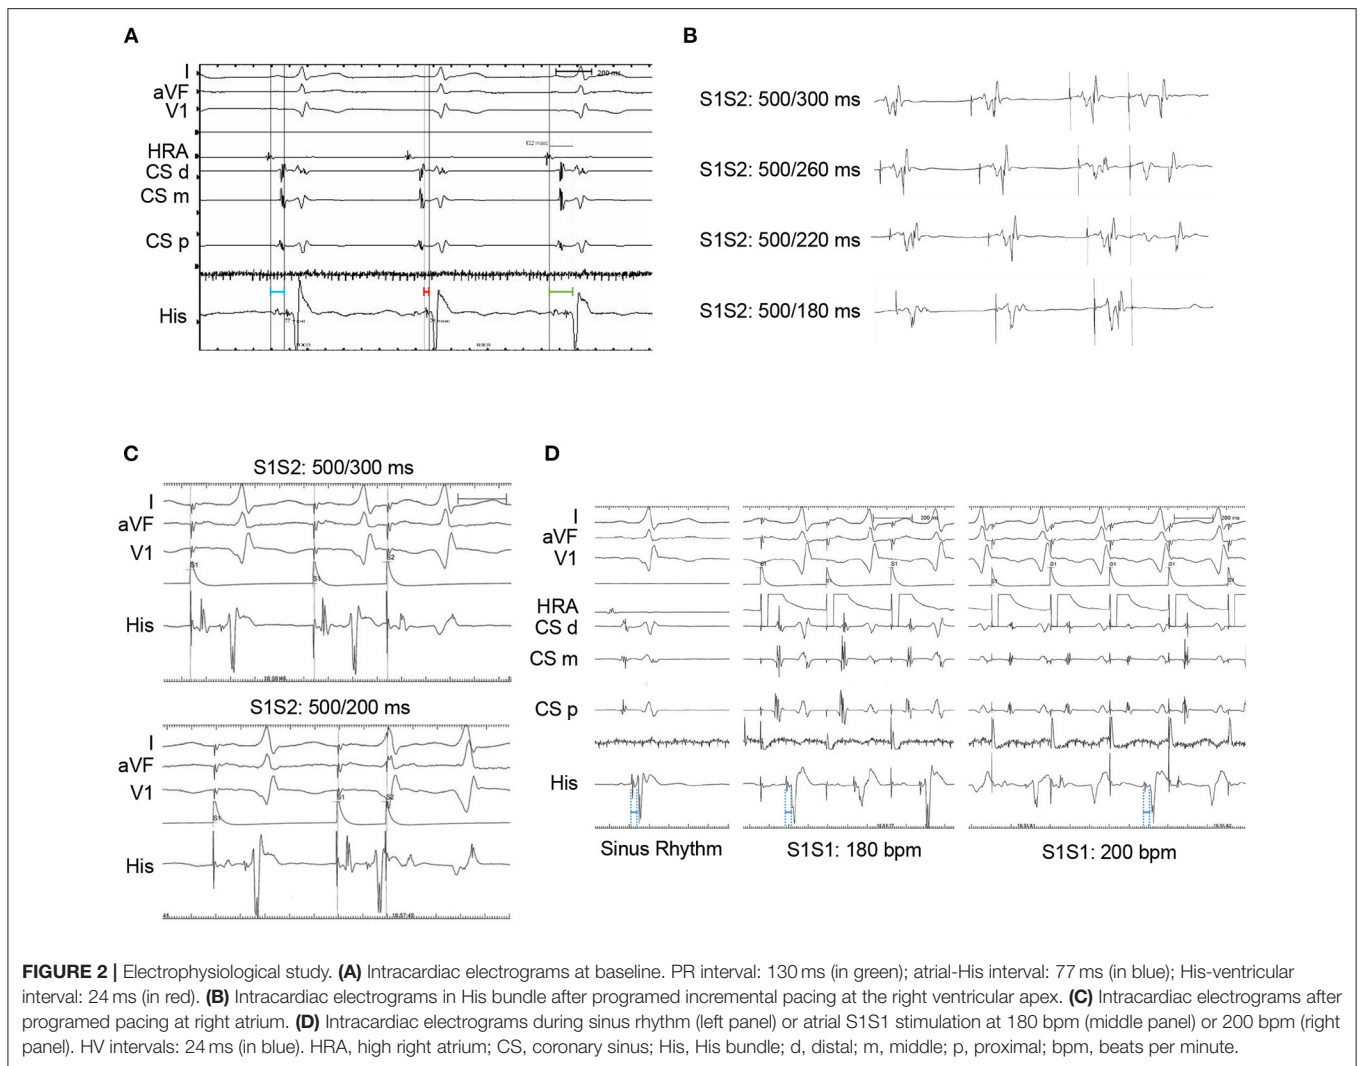 A
I
aVF
V1
HRA
CS d
CS m
CS p
His
200 ms
B
S1S2: 500/300 ms
S1S2: 500/260 ms
S1S2: 500/220 ms
S1S2: 500/180 ms
C
S1S2: 500/300 ms
I
aVF
V1
S1
S1
S2
His
S1S2: 500/200 ms
I
aVF
V1
S1
S1
S2
His
D
I
aVF
V1
HRA
CS d
CS m
CS p
His
200 ms
200 ms
S1
S1
S1
S1
S1
S1
S1
S1
Sinus Rhythm
S1S1: 180 bpm
S1S1: 200 bpm
FIGURE 2 | Electrophysiological study. (A) Intracardiac electrograms at baseline. PR interval: 130 ms (in green); atrial-His interval: 77 ms (in blue); His-ventricular
interval: 24 ms (in red). (B) Intracardiac electrograms in His bundle after programed incremental pacing at the right ventricular apex. (C) Intracardiac electrograms after
programed pacing at right atrium. (D) Intracardiac electrograms during sinus rhythm (left panel) or atrial S1S1 stimulation at 180 bpm (middle panel) or 200 bpm (right
panel). HV intervals: 24 ms (in blue). HRA, high right atrium; CS, coronary sinus; His, His bundle; d, distal; m, middle; p, proximal; bpm, beats per minute.